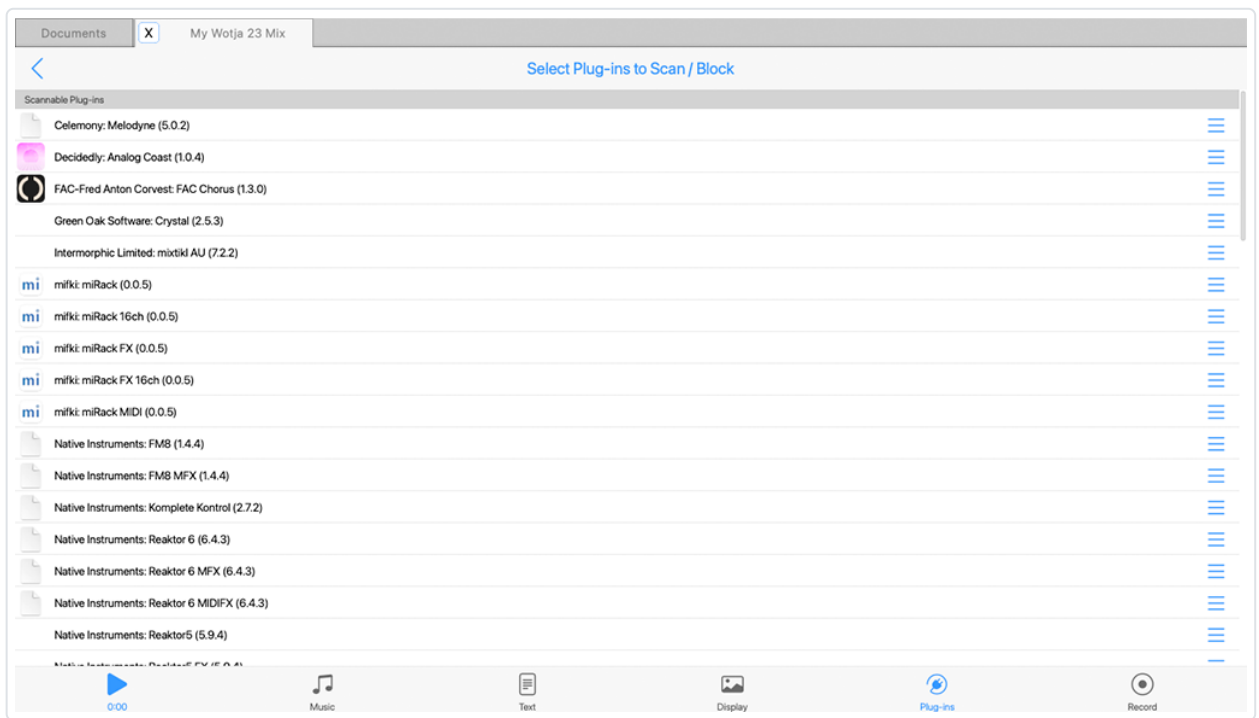 Documents
X
My Wotja 23 Mix
Select Plug-ins to Scan / Block
Scannable Plug-ins
Celemony: Melodyne (5.0.2)
Decidedly: Analog Coast (1.0.4)
FAC-Fred Anton Corvest: FAC Chorus (1.3.0)
Green Oak Software: Crystal (2.5.3)
Intermorphic Limited: mixtikl AU (7.2.2)
mi mifki: miRack (0.0.5)
mi mifki: miRack 16ch (0.0.5)
mi mifki: miRack FX (0.0.5)
mi mifki: miRack FX 16ch (0.0.5)
mi mifki: miRack MIDI (0.0.5)
Native Instruments: FM8 (1.4.4)
Native Instruments: FM8 MFX (1.4.4)
Native Instruments: Komplete Kontrol (2.7.2)
Native Instruments: Reaktor 6 (6.4.3)
Native Instruments: Reaktor 6 MFX (6.4.3)
Native Instruments: Reaktor 6 MIDIFX (6.4.3)
Native Instruments: Reaktor5 (5.9.4)
Native Instruments: Reaktor5 FX (5.9.4)
0:00
Music
Text
Display
Plug-ins
Record